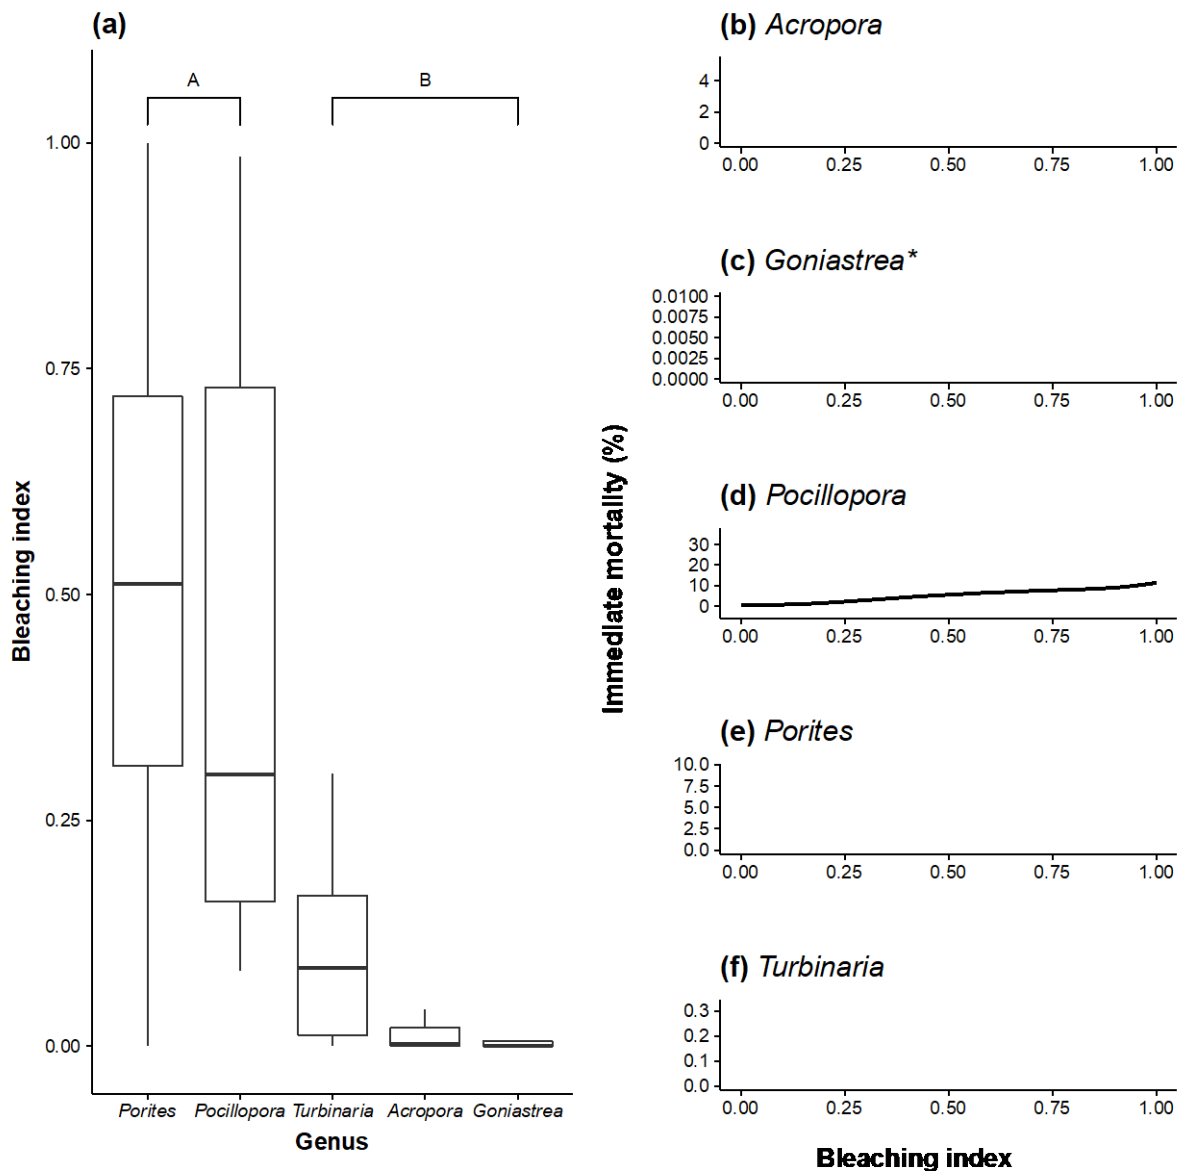 (a)
A
B
1.00
0.75
0.50
0.25
0.00
Bleaching index
Porites Pocillopora Turbinaria Acropora Goniastrea
Genus
Immediate mortality (%)
(b) Acropora
4
2
0
0.00 0.25 0.50 0.75 1.00
(c) Goniastrea*
0.0100
0.0075
0.0050
0.0025
0.0000
0.00 0.25 0.50 0.75 1.00
(d) Pocillopora
30
20
10
0
0.00 0.25 0.50 0.75 1.00
(e) Porites
10.0
7.5
5.0
2.5
0.0
0.00 0.25 0.50 0.75 1.00
(f) Turbinaria
0.3
0.2
0.1
0.0
0.00 0.25 0.50 0.75 1.00
Bleaching index